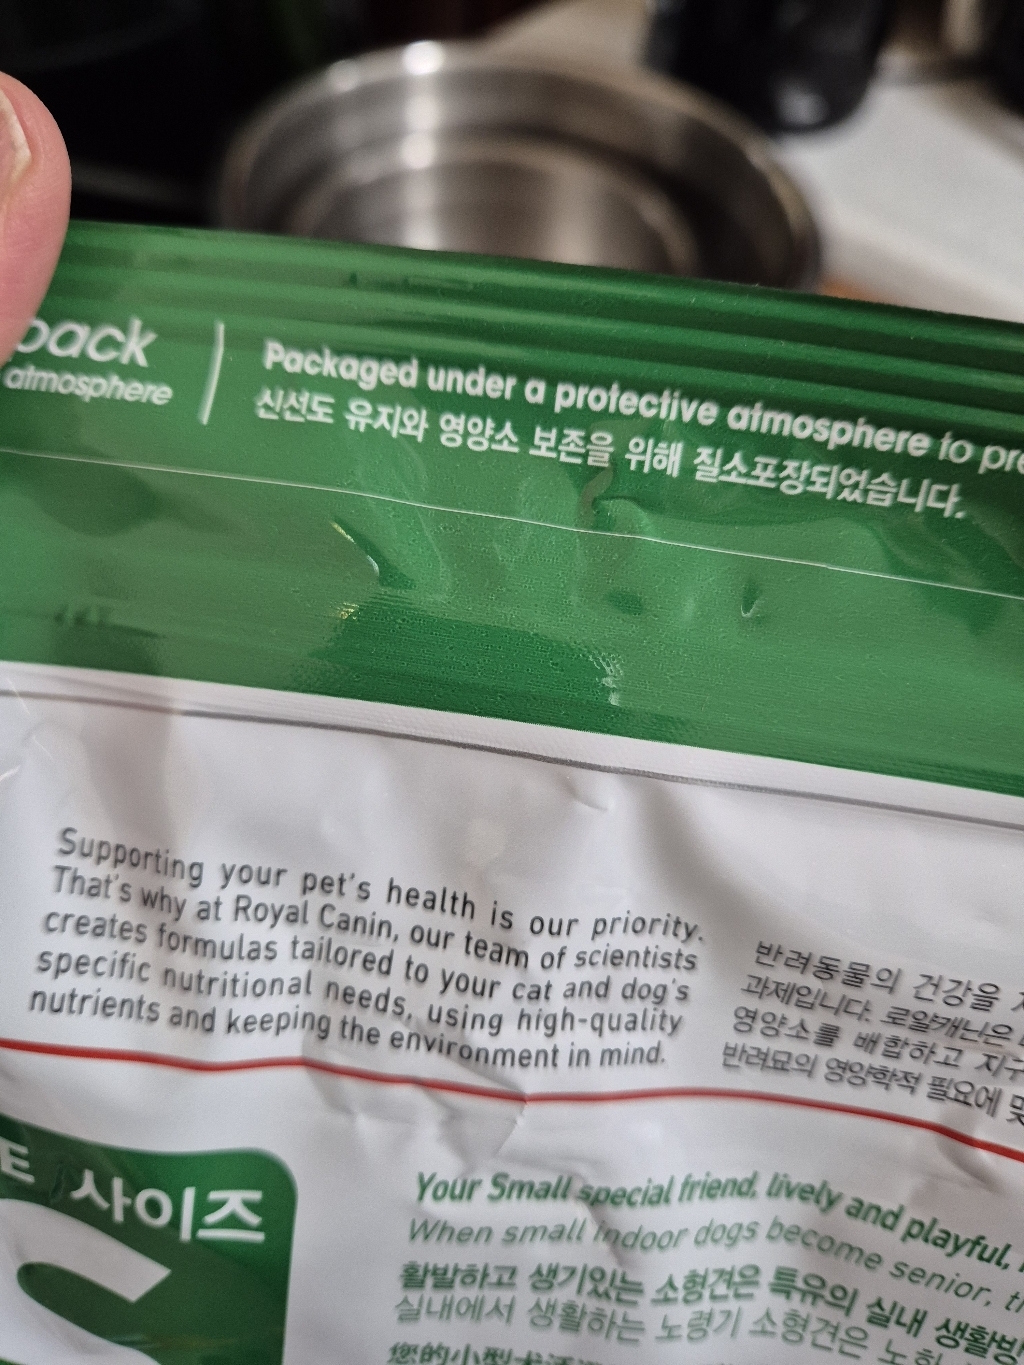 pack
atmosphere
Packaged under a protective atmosphere to
신선도 유지와 영양소 보존을 위해 질소포장되었습니다.
Supporting your pet's health is our priority.
That's why at Royal Canin, our team of scientists
creates formulas tailored to your cat and dog's
specific nutritional needs, using high-quality
nutrients and keeping the environment in mind.
반려동물의 건강을
과제입니다. 로얄캐닌은
영양소를 배합하고
반려묘의 영양학적 필요에
사이즈
Your Small special friend, lively and playful,
When small indoor dogs become senior,
활발하고 생기있는 소형견은 특유의 실내
실내에서 생활하는 노령기 소형견은
您的小型犬